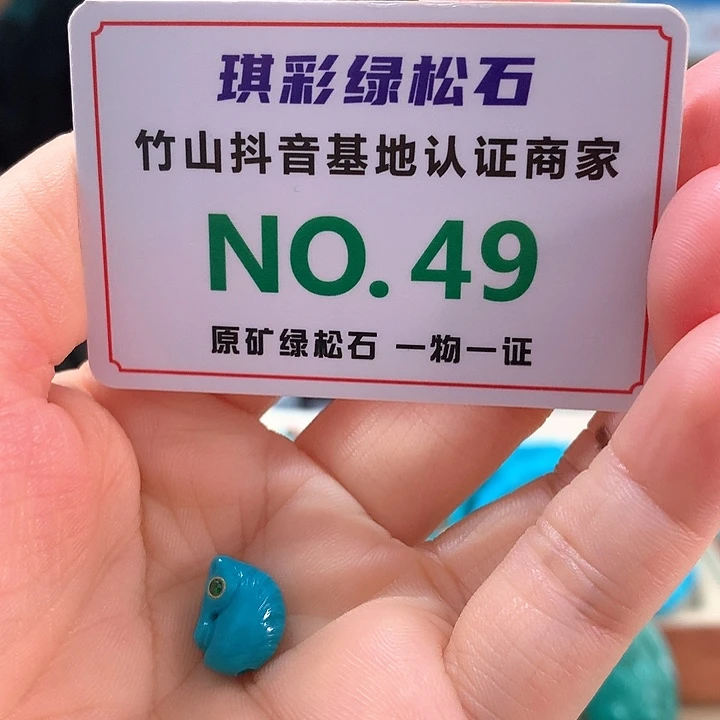 琪彩绿松石
竹山抖音基地认证商家
NO.49
原矿绿松石 一物一证